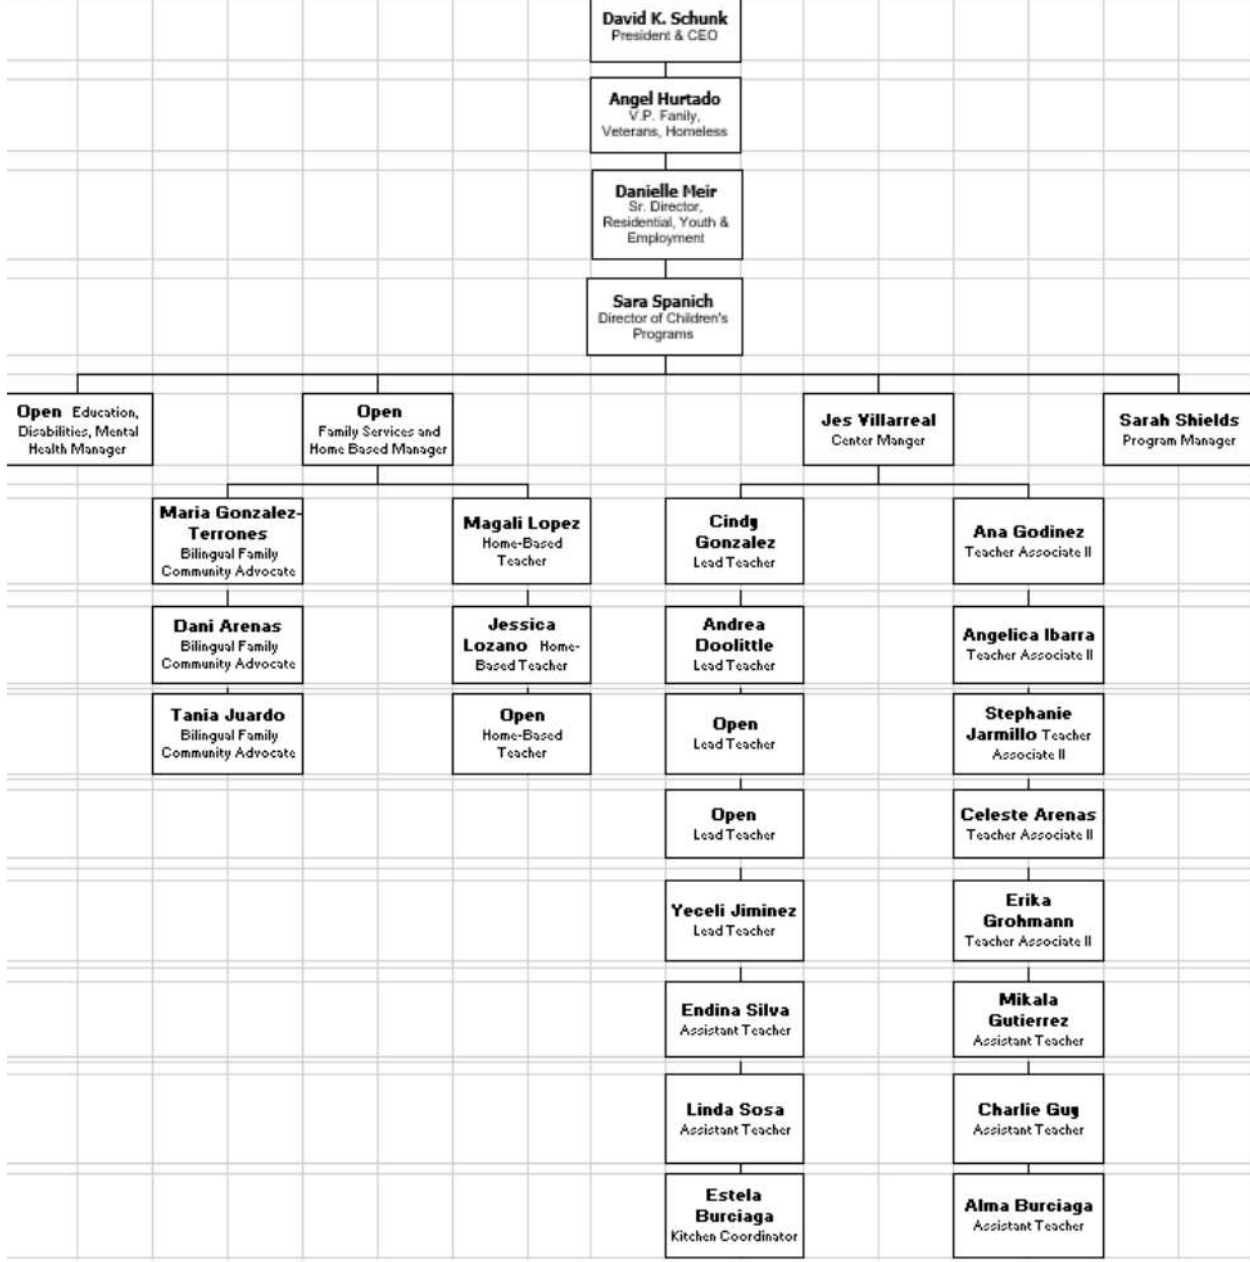 David K. Schunk
President & CEO
Angel Hurtado
V.P. Fanily,
Veterans, Homeless
Danielle Meir
Sr. Director,
Residential, Youth &
Employment
Sara Spanich
Director of Children's
Programs
Open Education,
Disabilities, Mental
Health Manager
Open
Family Services and
Home Based Manager
Jes Villarreal
Center Manger
Sarah Shields
Program Manager
Maria Gonzalez-
Terrones
Bilingual Family
Community Advocate
Magali Lopez
Home-Based
Teacher
Cindy
Gonzalez
Lead Teacher
Ana Godinez
Teacher Associate II
Dani Arenas
Bilingual Family
Community Advocate
Jessica
Lozano Home-
Based Teacher
Andrea
Doolittle
Lead Teacher
Angelica Ibarra
Teacher Associate II
Tania Juardo
Bilingual Family
Community Advocate
Open
Home-Based
Teacher
Open
Lead Teacher
Stephanie
Jarmillo Teacher
Associate II
Open
Lead Teacher
Celeste Arenas
Teacher Associate II
Yeceli Jiminez
Lead Teacher
Erika
Grohmann
Teacher Associate II
Endina Silva
Assistant Teacher
Mikala
Gutierrez
Assistant Teacher
Linda Sosa
Assistant Teacher
Charlie Guy
Assistant Teacher
Estela
Burciaga
Kitchen Coordinator
Alma Burciaga
Assistant Teacher